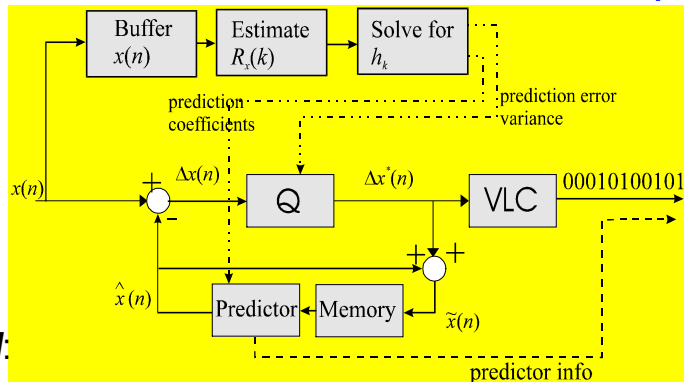 Buffer
x(n)
Estimate
Rₓ(k)
Solve for
hₖ
prediction
coefficients
prediction error
variance
x(n)
+
−
Δx(n)
Q
Δx*(n)
VLC
00010100101
+
+
x̂(n)
Predictor
Memory
x̃(n)
predictor info